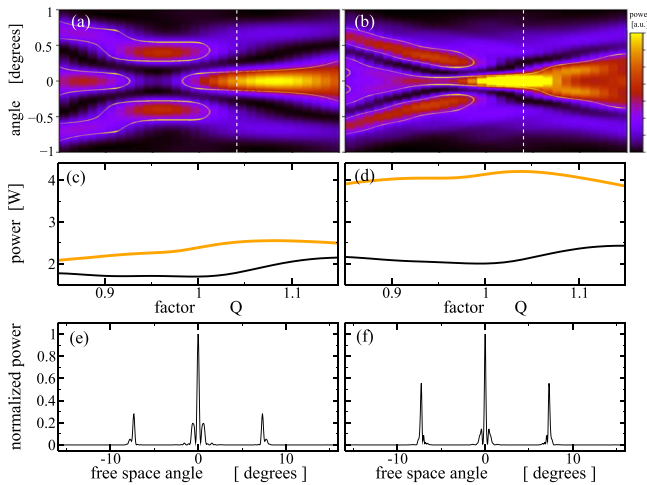 (a) (b) power
[a.u.]
angle [degrees]
1
0.5
0
−0.5
−1
(c) (d)
power [W]
4
3
2
0.9 1 1.1 0.9 1 1.1
factor Q factor Q
(e) (f)
normalized power
1
0.8
0.6
0.4
0.2
0
-10 0 10 -10 0 10
free space angle [ degrees ] free space angle [ degrees ]